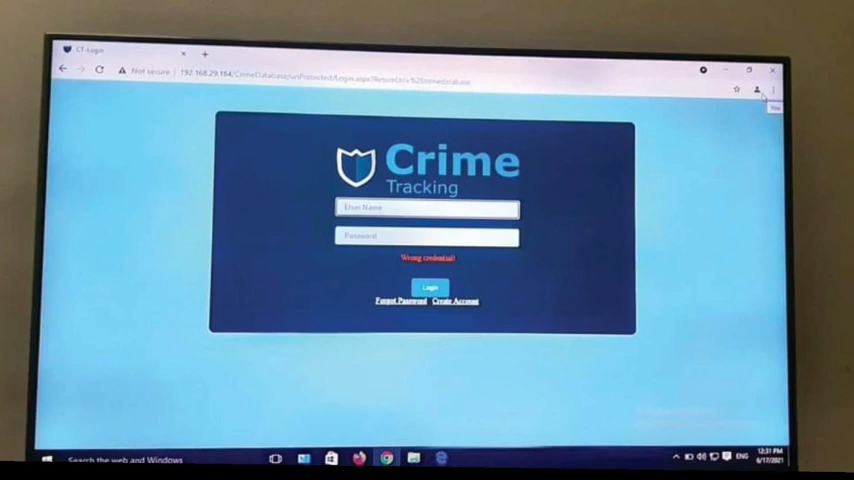 CT-Login
Not secure | 192.168.29.184/CrimeDatabase/unProtected/Login.aspx?ReturnUrl=%2fcrimedatabase
You
Crime
Tracking
User Name
Password
Wrong credential!
Login
Forgot Password Create Account
Search the web and Windows
ENG
12:31 PM
6/17/2021